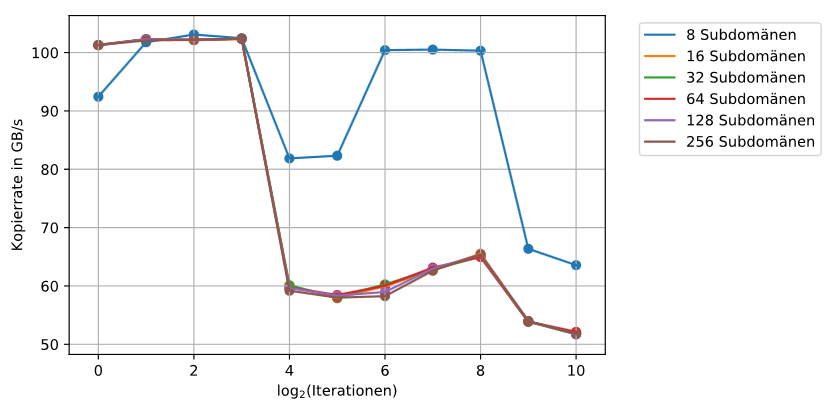 Kopierrate in GB/s
100
90
80
70
60
50
0
2
4
6
8
10
log₂(Iterationen)
8 Subdomänen
16 Subdomänen
32 Subdomänen
64 Subdomänen
128 Subdomänen
256 Subdomänen